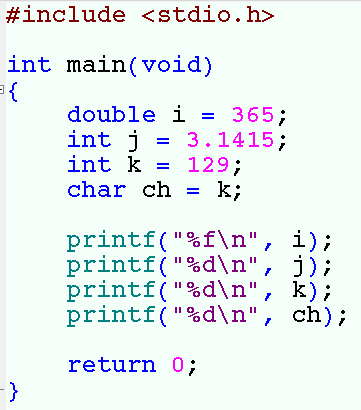 #include <stdio.h>
int main(void)
{
    double i = 365;
    int j = 3.1415;
    int k = 129;
    char ch = k;
    printf("%f\n", i);
    printf("%d\n", j);
    printf("%d\n", k);
    printf("%d\n", ch);
    return 0;
}